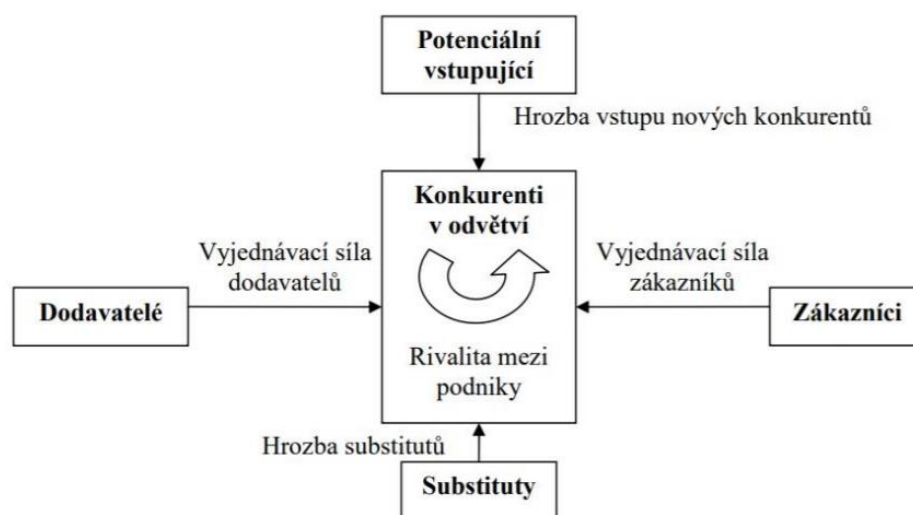 Potenciální
vstupující
Hrozba vstupu nových konkurentů
Konkurenti
v odvětví
Vyjednávací síla
dodavatelů
Vyjednávací síla
zákazníků
Dodavatelé
Zákazníci
Rivalita mezi
podniky
Hrozba substitutů
Substituty